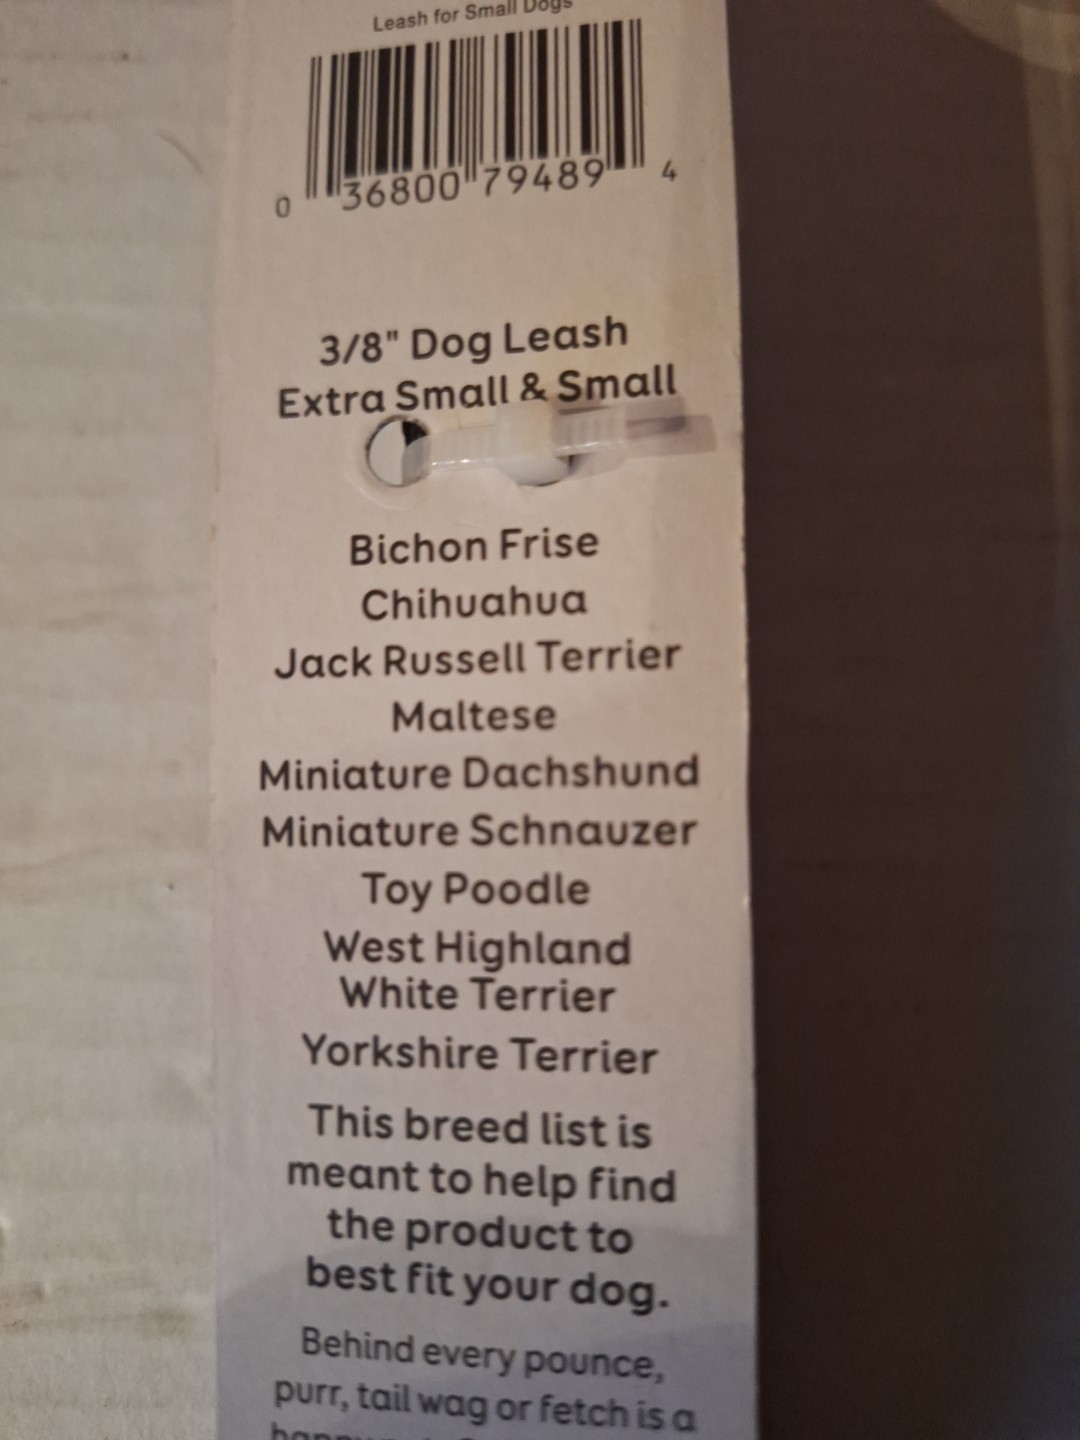 Leash for Small Dogs
0 36800 79489 4
3/8" Dog Leash
Extra Small & Small
Bichon Frise
Chihuahua
Jack Russell Terrier
Maltese
Miniature Dachshund
Miniature Schnauzer
Toy Poodle
West Highland
White Terrier
Yorkshire Terrier
This breed list is
meant to help find
the product to
best fit your dog.
Behind every pounce,
purr, tail wag or fetch is a